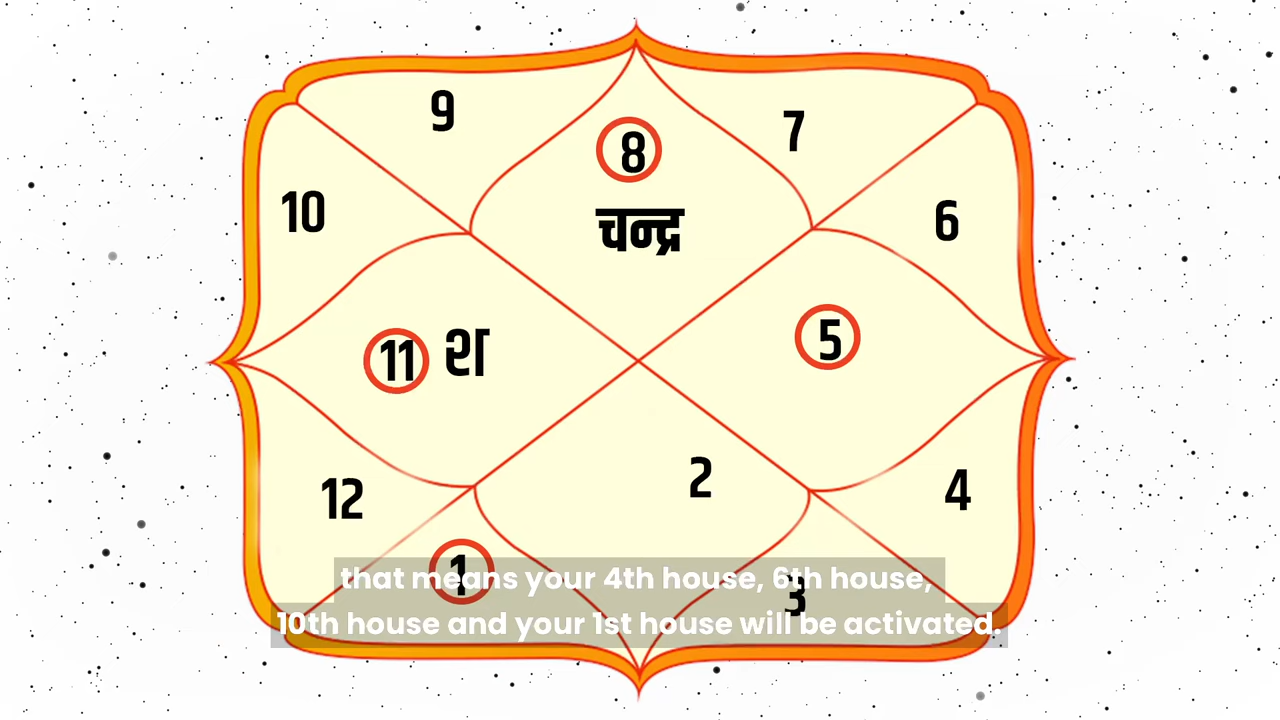 9
8
7
10
चन्द्र
6
11 श
5
12
2
4
1
3
that means your 4th house, 6th house,
10th house and your 1st house will be activated.